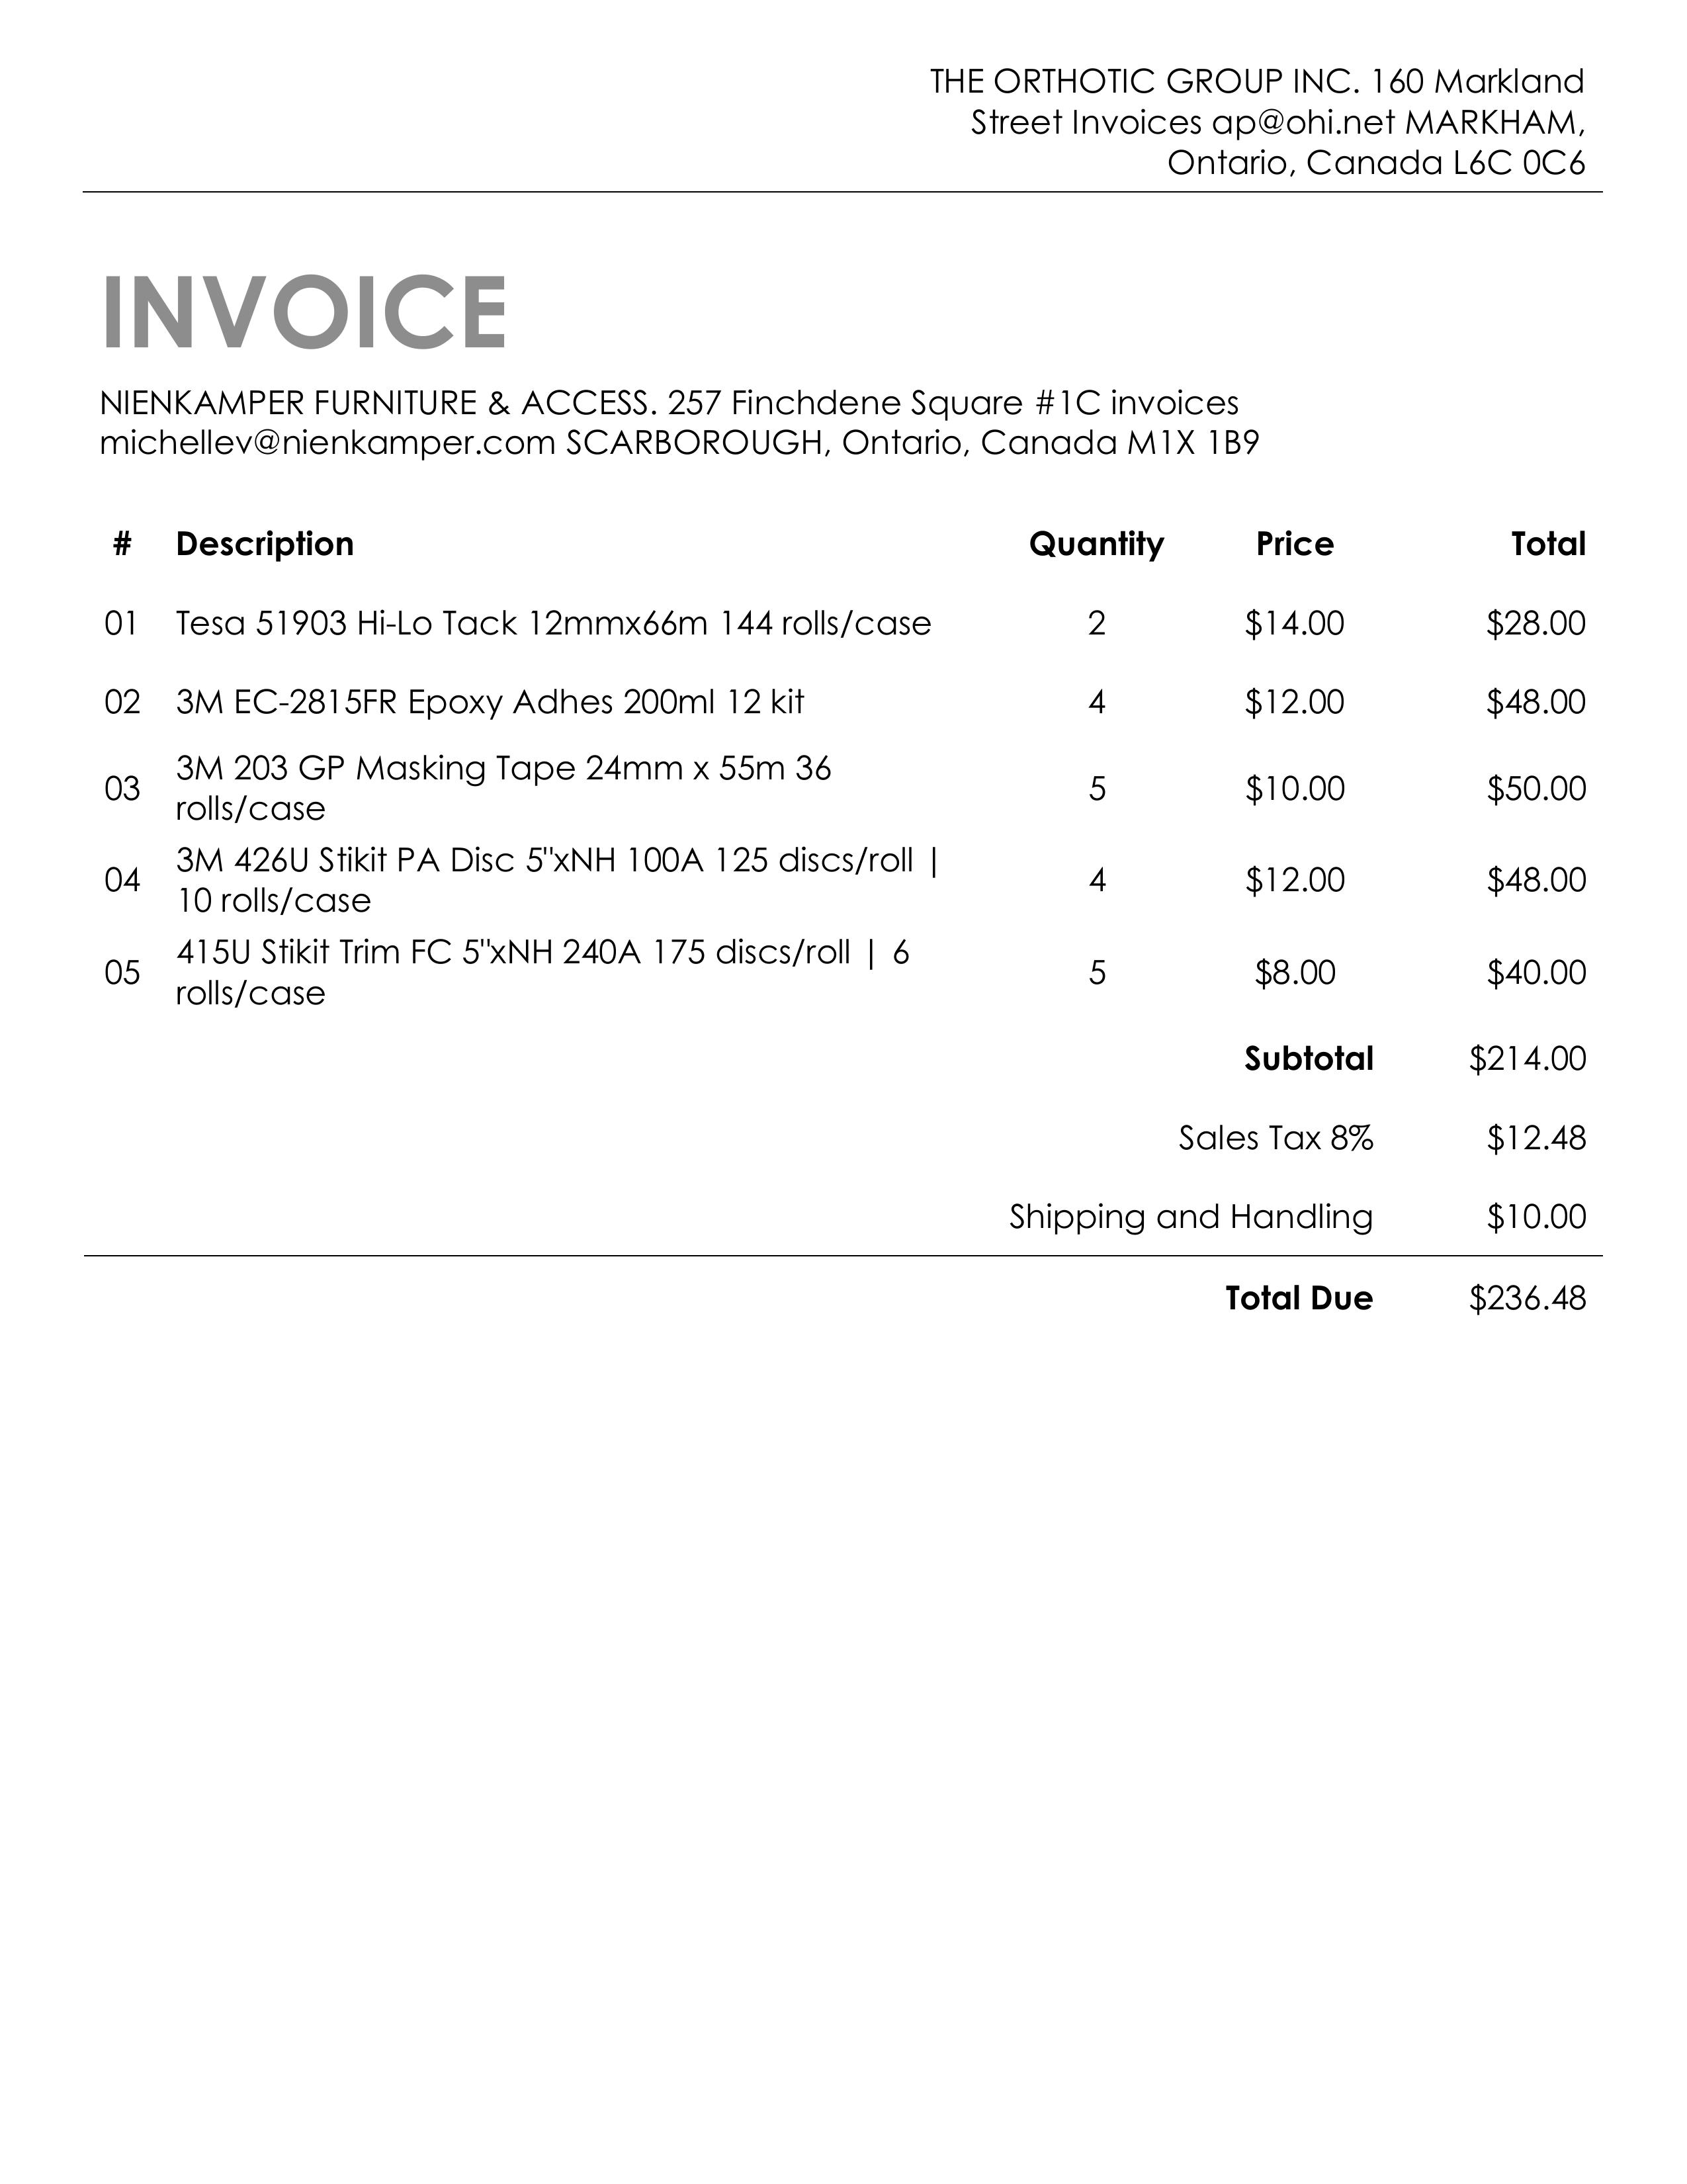 THE ORTHOTIC GROUP INC. 160 Markland
Street Invoices ap@ohi.net MARKHAM,
Ontario, Canada L6C 0C6
INVOICE
NIENKAMPER FURNITURE & ACCESS. 257 Finchdene Square #1C invoices
michellev@nienkamper.com SCARBOROUGH, Ontario, Canada M1X 1B9
# Description Quantity Price Total
01 Tesa 51903 Hi-Lo Tack 12mmx66m 144 rolls/case 2 $14.00 $28.00
02 3M EC-2815FR Epoxy Adhes 200ml 12 kit 4 $12.00 $48.00
03 3M 203 GP Masking Tape 24mm x 55m 36
rolls/case 5 $10.00 $50.00
04 3M 426U Stikit PA Disc 5"xNH 100A 125 discs/roll |
10 rolls/case 4 $12.00 $48.00
05 415U Stikit Trim FC 5"xNH 240A 175 discs/roll | 6
rolls/case 5 $8.00 $40.00
Subtotal $214.00
Sales Tax 8% $12.48
Shipping and Handling $10.00
Total Due $236.48